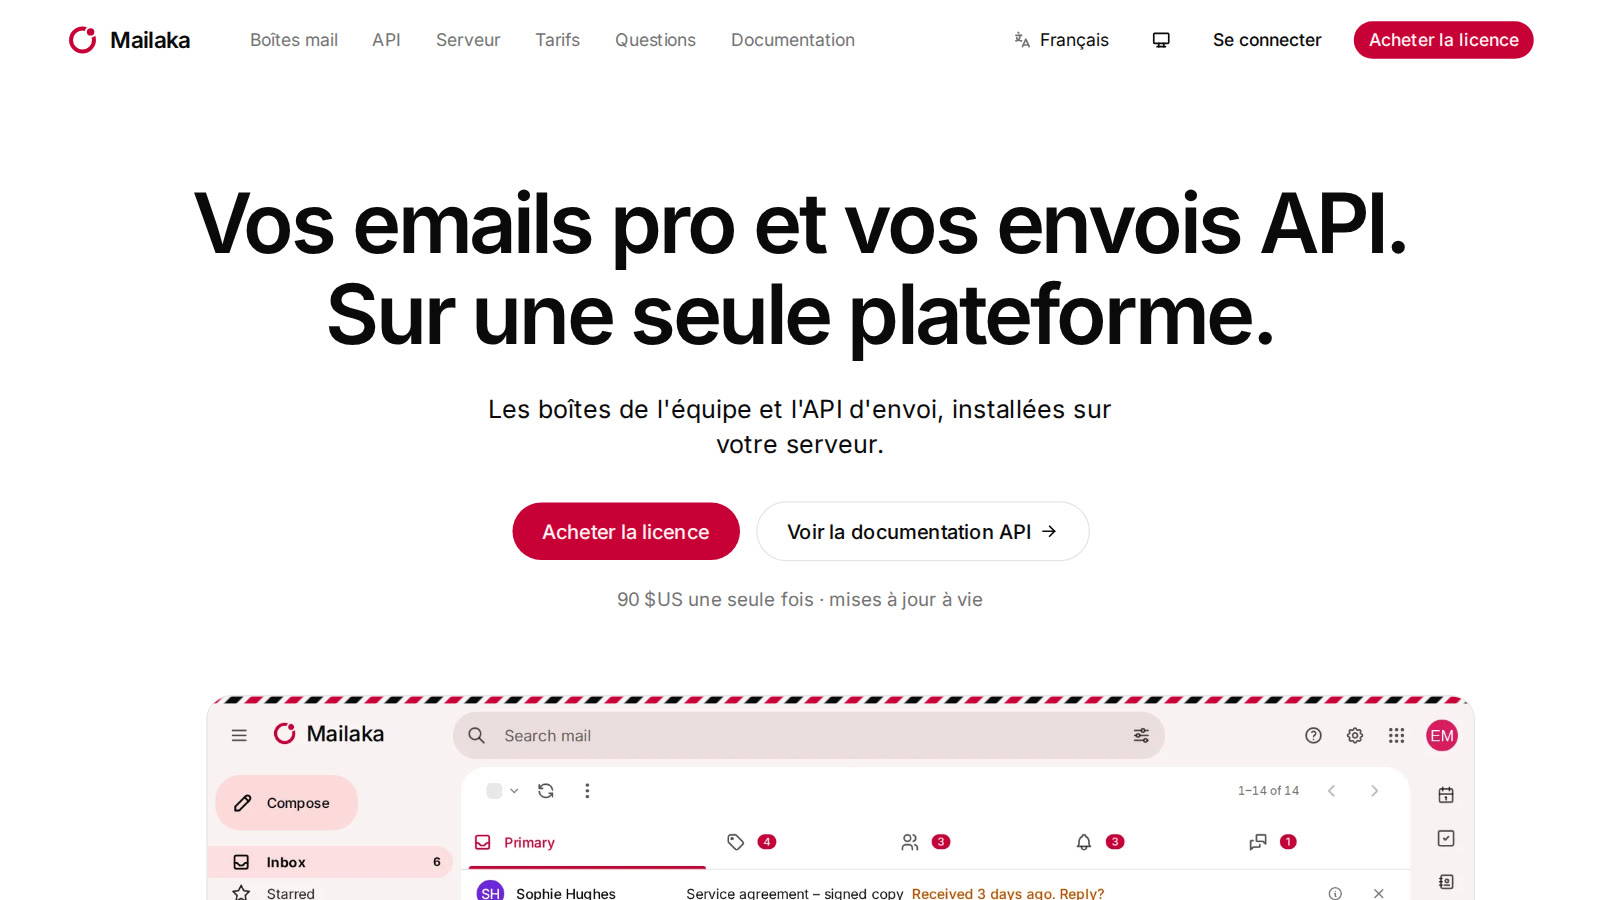 Mailaka
Boîtes mail
API
Serveur
Tarifs
Questions
Documentation
Français
Se connecter
Acheter la licence
Vos emails pro et vos envois API.
Sur une seule plateforme.
Les boîtes de l'équipe et l'API d'envoi, installées sur
votre serveur.
Acheter la licence
Voir la documentation API →
90 $US une seule fois · mises à jour à vie
Mailaka
Search mail
EM
Compose
1–14 of 14
Primary
4
3
3
1
Inbox 6
Starred
SH Sophie Hughes Service agreement – signed copy Received 3 days ago. Reply?